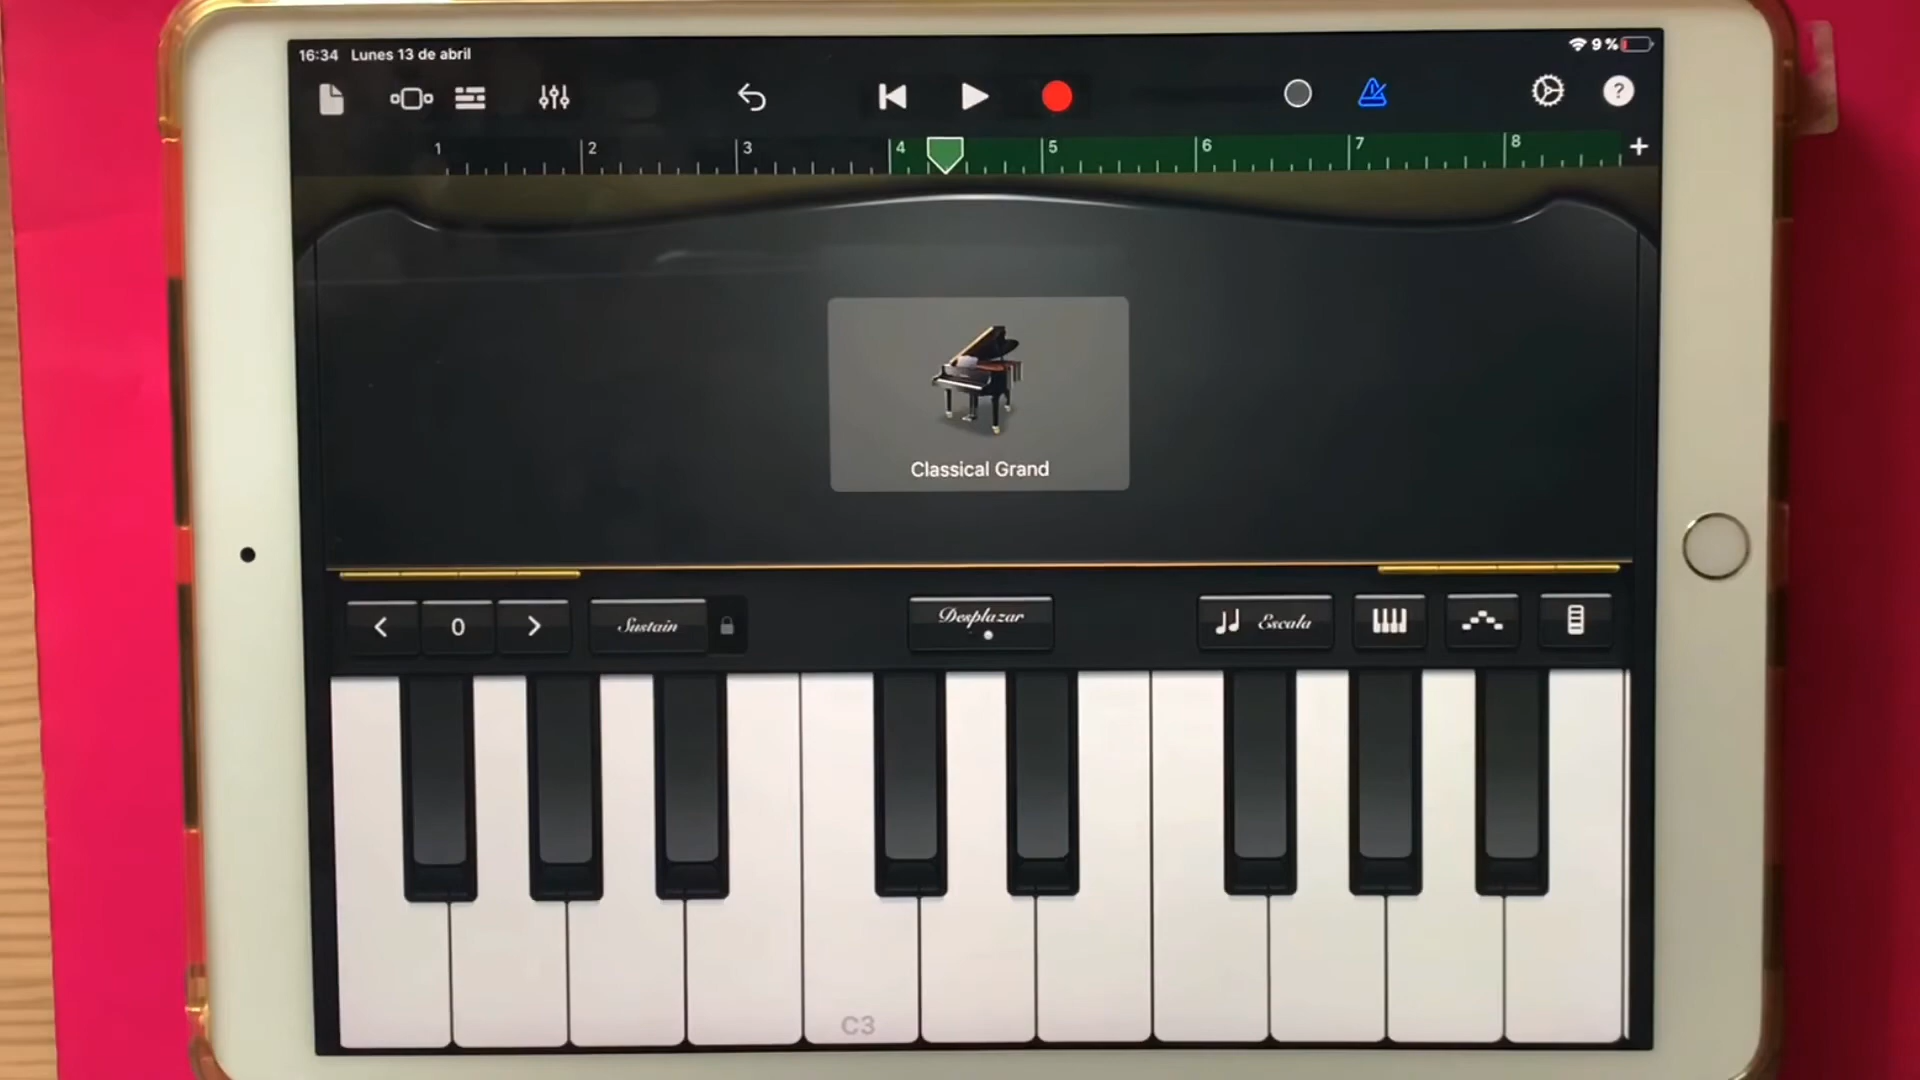 16:34 Lunes 13 de abril
9 %
?
1 2 3 4 5 6 7 8 +
Classical Grand
0 Sustain Desplazar Escala
C3